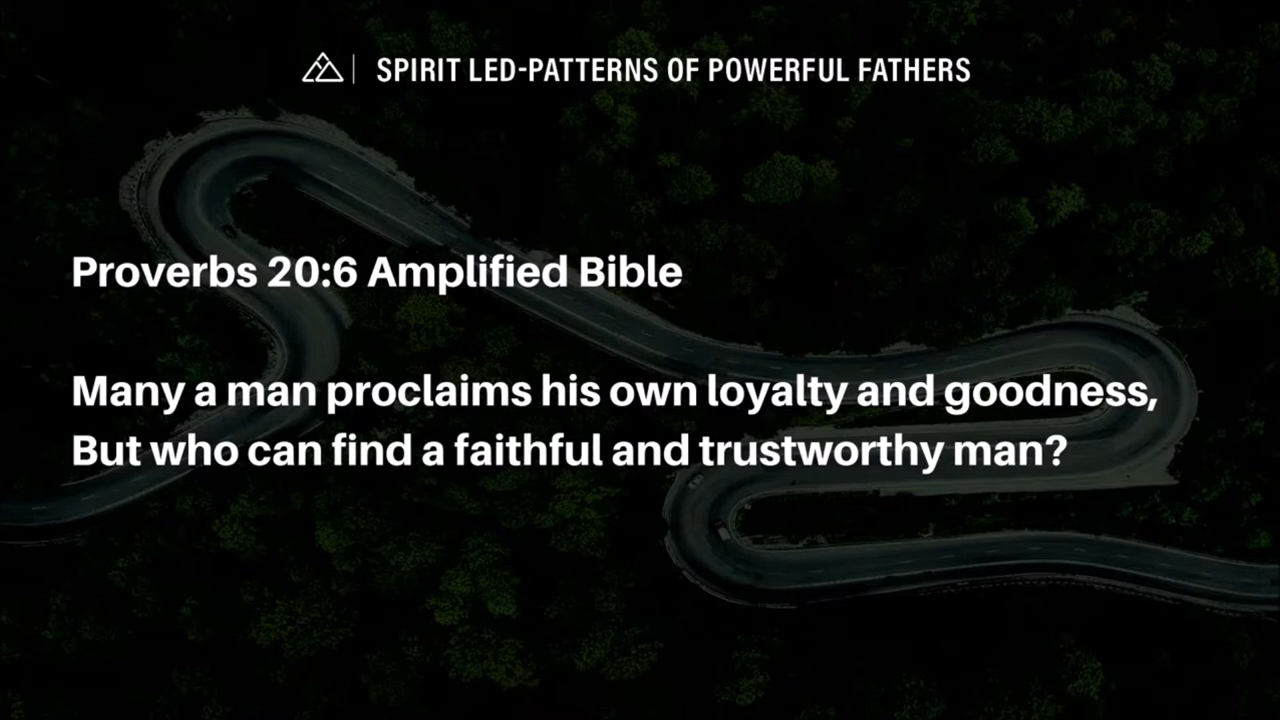 SPIRIT LED-PATTERNS OF POWERFUL FATHERS
Proverbs 20:6 Amplified Bible
Many a man proclaims his own loyalty and goodness,
But who can find a faithful and trustworthy man?